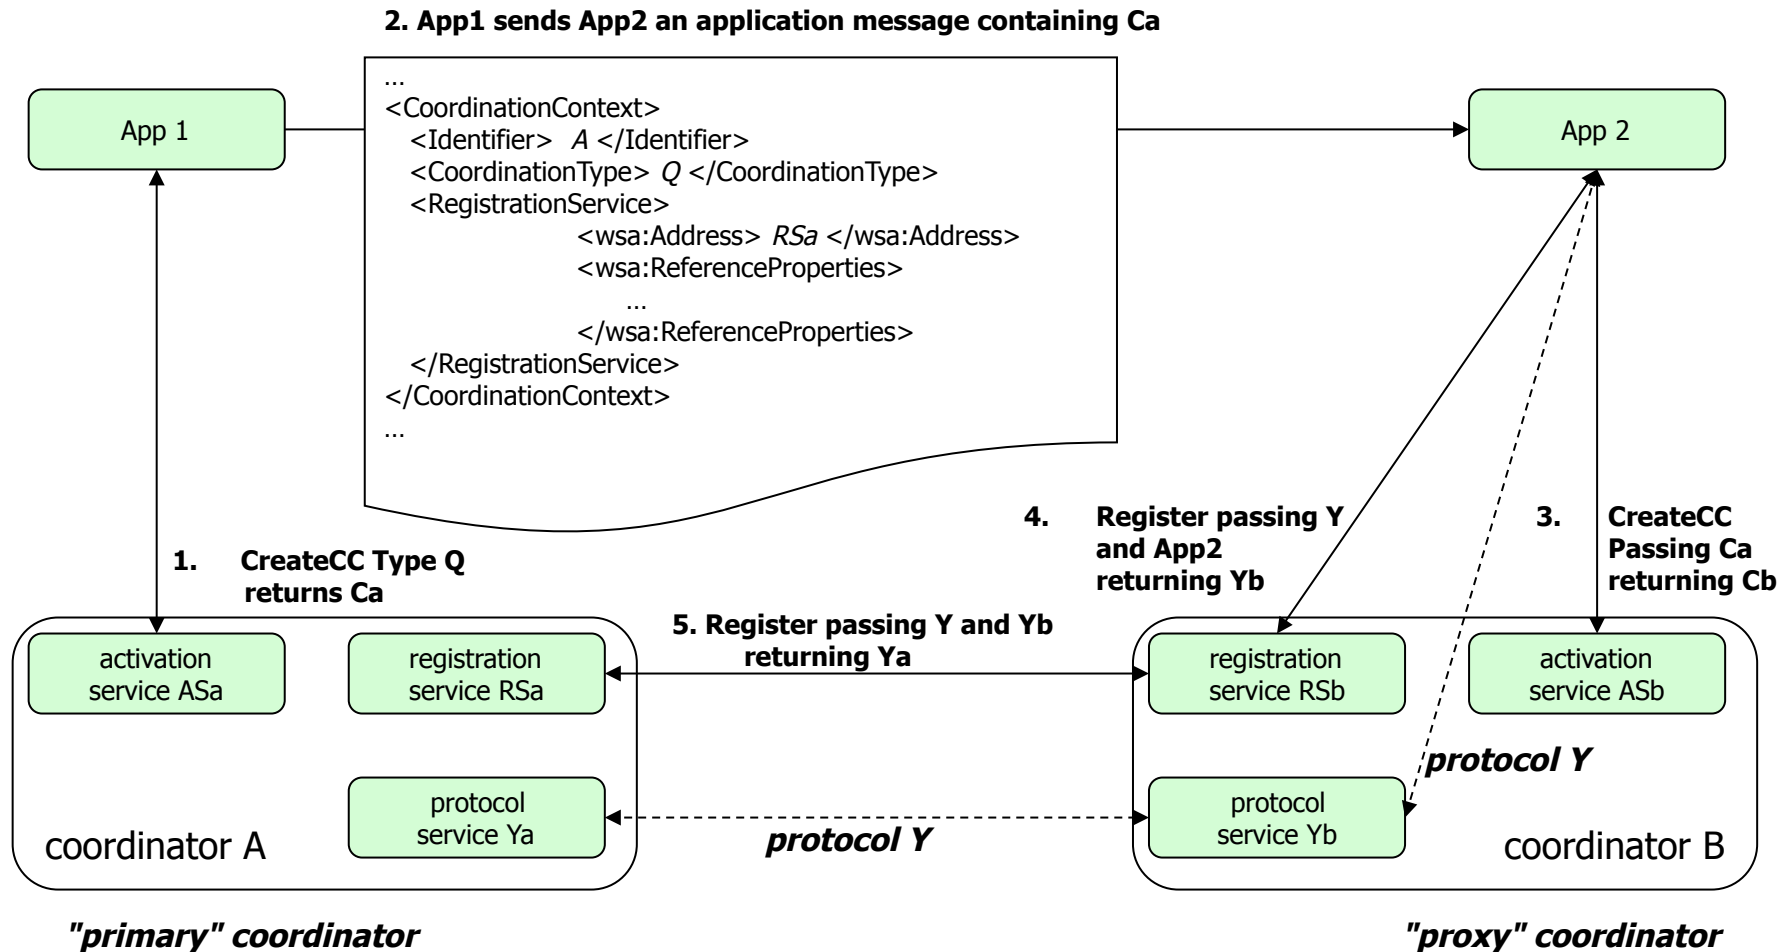 2. App1 sends App2 an application message containing Ca
App 1
...
<CoordinationContext>
<Identifier> A </Identifier>
<CoordinationType> Q </CoordinationType>
<RegistrationService>
<wsa:Address> RSa </wsa:Address>
<wsa:ReferenceProperties>
...
</wsa:ReferenceProperties>
</RegistrationService>
</CoordinationContext>
...
App 2
1. CreateCC Type Q
returns Ca
4. Register passing Y
and App2
returning Yb
3. CreateCC
Passing Ca
returning Cb
5. Register passing Y and Yb
returning Ya
activation
service ASa
registration
service RSa
registration
service RSb
activation
service ASb
protocol Y
protocol
service Ya
protocol
service Yb
coordinator A
protocol Y
coordinator B
"primary" coordinator
"proxy" coordinator